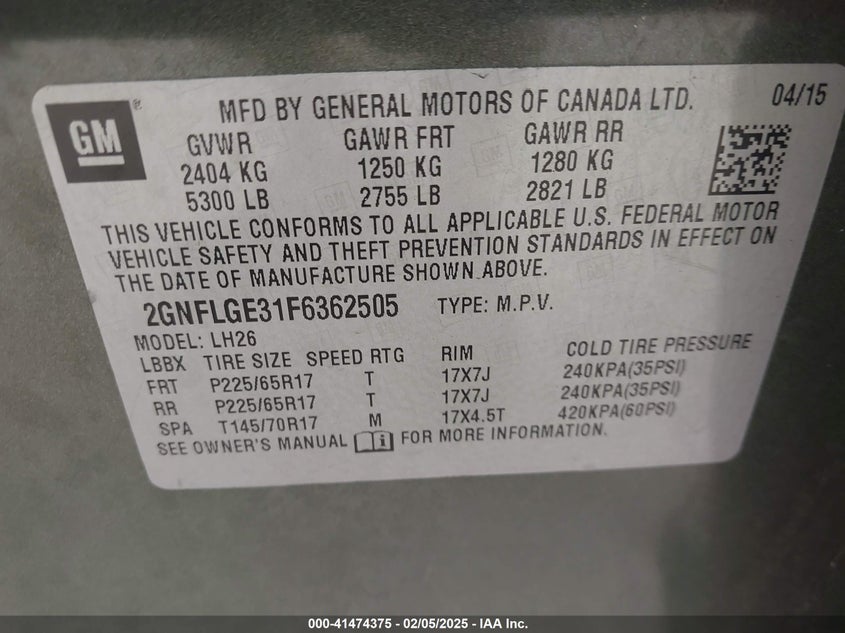 GM ® MFD BY GENERAL MOTORS OF CANADA LTD. 04/15
GVWR GAWR FRT GAWR RR
2404 KG 1250 KG 1280 KG
5300 LB 2755 LB 2821 LB
THIS VEHICLE CONFORMS TO ALL APPLICABLE U.S. FEDERAL MOTOR
VEHICLE SAFETY AND THEFT PREVENTION STANDARDS IN EFFECT ON
THE DATE OF MANUFACTURE SHOWN ABOVE.
2GNFLGE31F6362505 TYPE: M.P.V.
MODEL: LH26
LBBX TIRE SIZE SPEED RTG RIM COLD TIRE PRESSURE
FRT P225/65R17 T 17X7J 240KPA(35PSI)
RR P225/65R17 T 17X7J 240KPA(35PSI)
SPA T145/70R17 M 17X4.5T 420KPA(60PSI)
SEE OWNER'S MANUAL i FOR MORE INFORMATION.
000-41474375 - 02/05/2025 - IAA Inc.